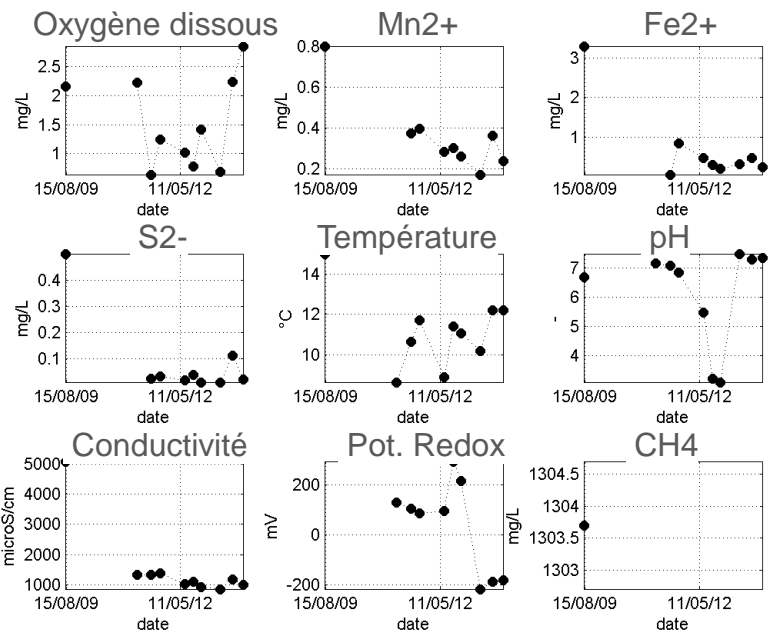 Oxygène dissous
2.5
2
1.5
1
mg/L
15/08/09
11/05/12
date
Mn2+
0.8
0.6
0.4
0.2
mg/L
15/08/09
11/05/12
date
Fe2+
3
3
1
mg/L
15/08/09
11/05/12
date
S2-
0.4
0.3
0.2
0.1
mg/L
15/08/09
11/05/12
date
Température
14
12
10
°C
15/08/09
11/05/12
date
pH
7
6
5
4
-
15/08/09
11/05/12
date
Conductivité
5000
4000
3000
2000
1000
microS/cm
15/08/09
11/05/12
date
Pot. Redox
200
0
-200
mV
15/08/09
11/05/12
date
CH4
1304.5
1304
1303.5
1303
mg/L
15/08/09
11/05/12
date